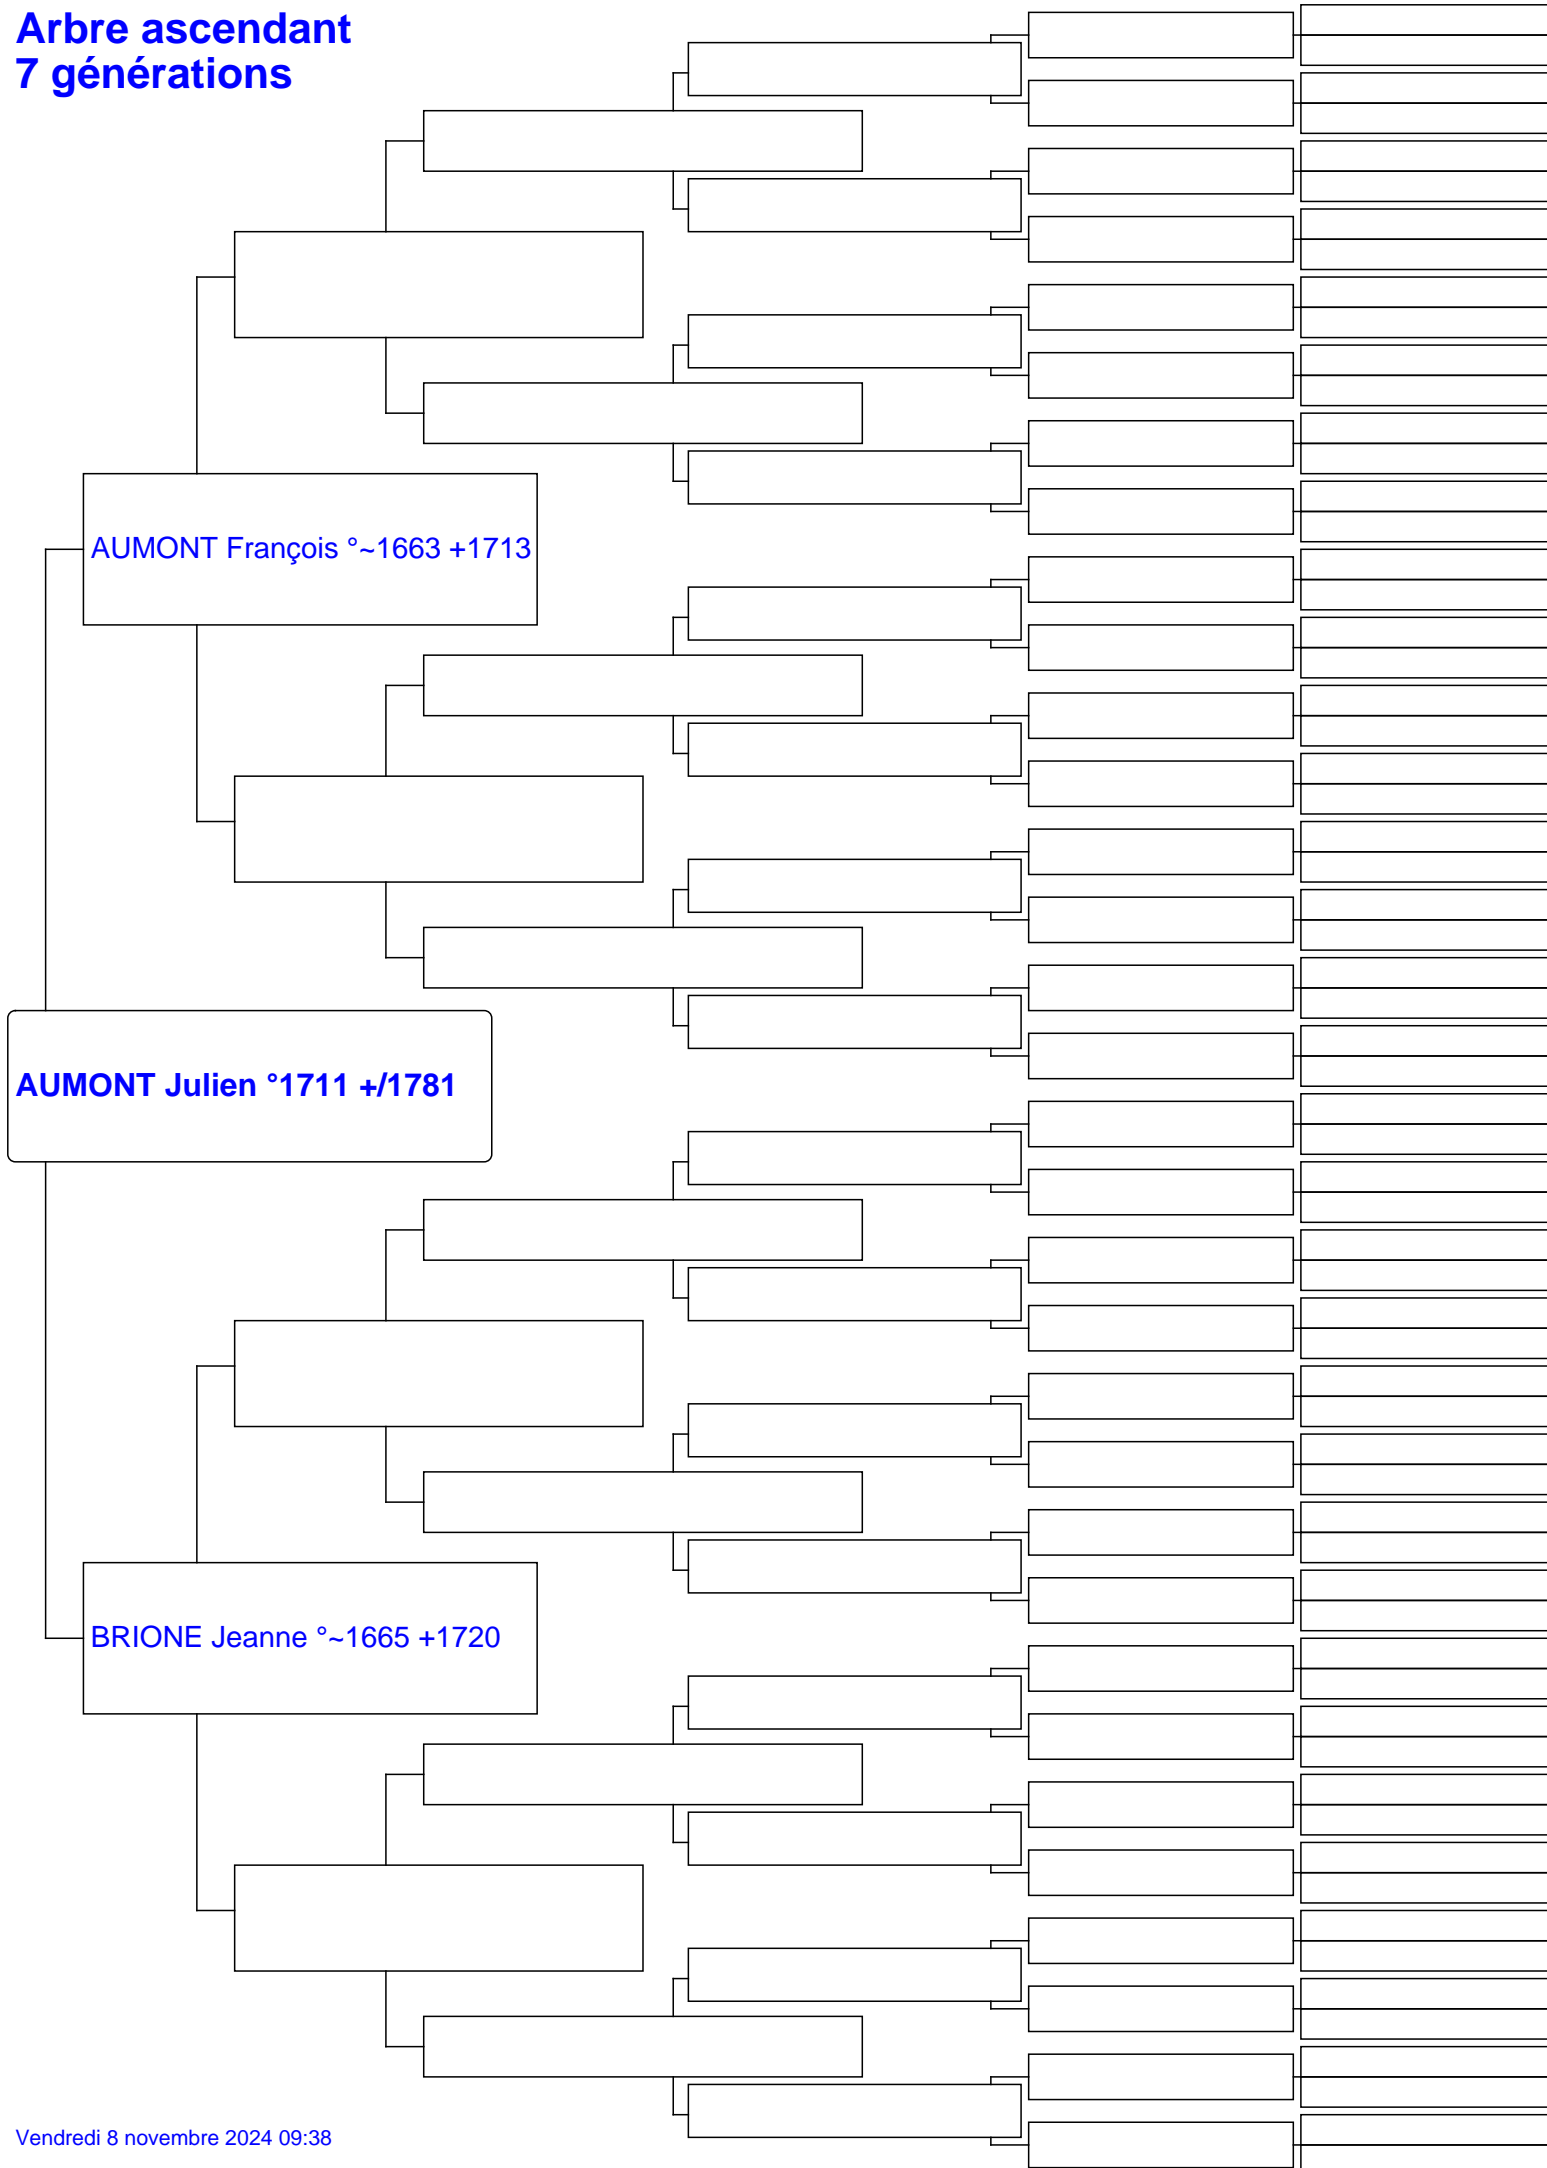 Arbre ascendant
7 générations
AUMONT François °~1663 +1713
AUMONT Julien °1711 +/1781
BRIONE Jeanne °~1665 +1720
Vendredi 8 novembre 2024 09:38